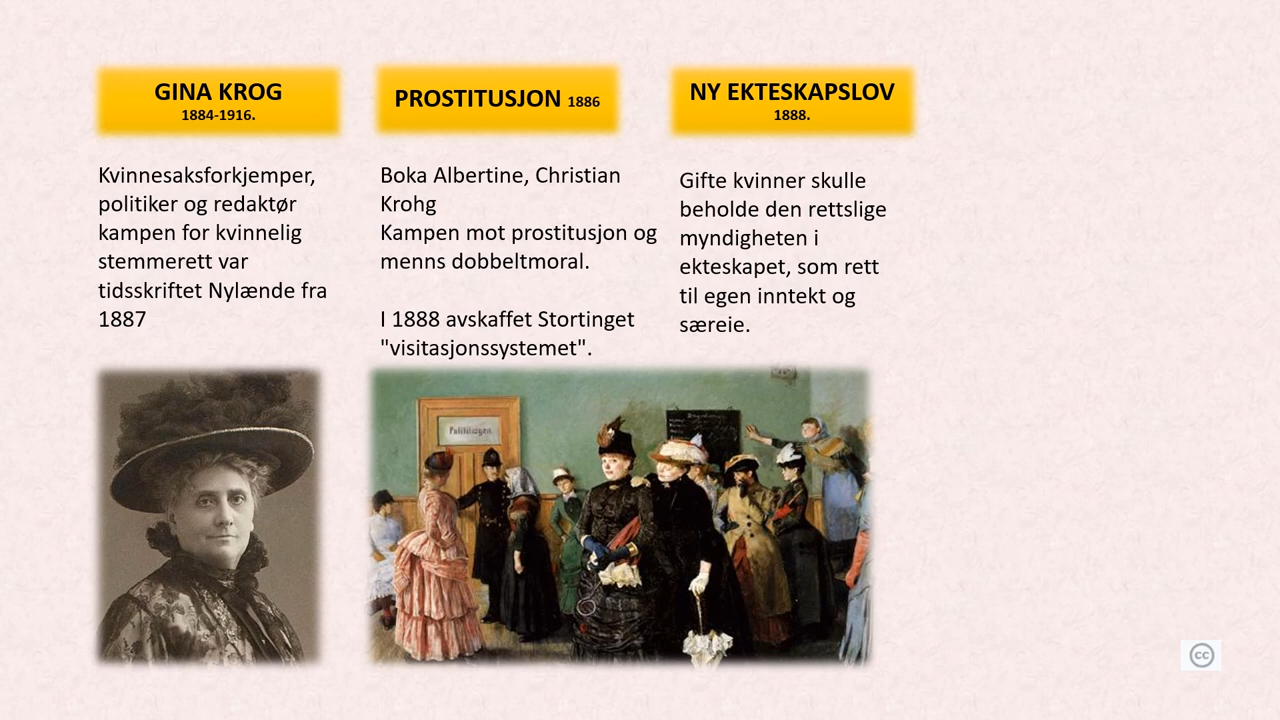 GINA KROG
1884-1916.
Kvinnesaksforkjemper,
politiker og redaktør
kampen for kvinnelig
stemmerett var
tidsskriftet Nylænde fra
1887
PROSTITUSJON 1886
Boka Albertine, Christian
Krohg
Kampen mot prostitusjon og
menns dobbeltmoral.
I 1888 avskaffet Stortinget
"visitasjonssystemet".
NY EKTESKAPSLOV
1888.
Gifte kvinner skulle
beholde den rettslige
myndigheten i
ekteskapet, som rett
til egen inntekt og
særeie.
cc